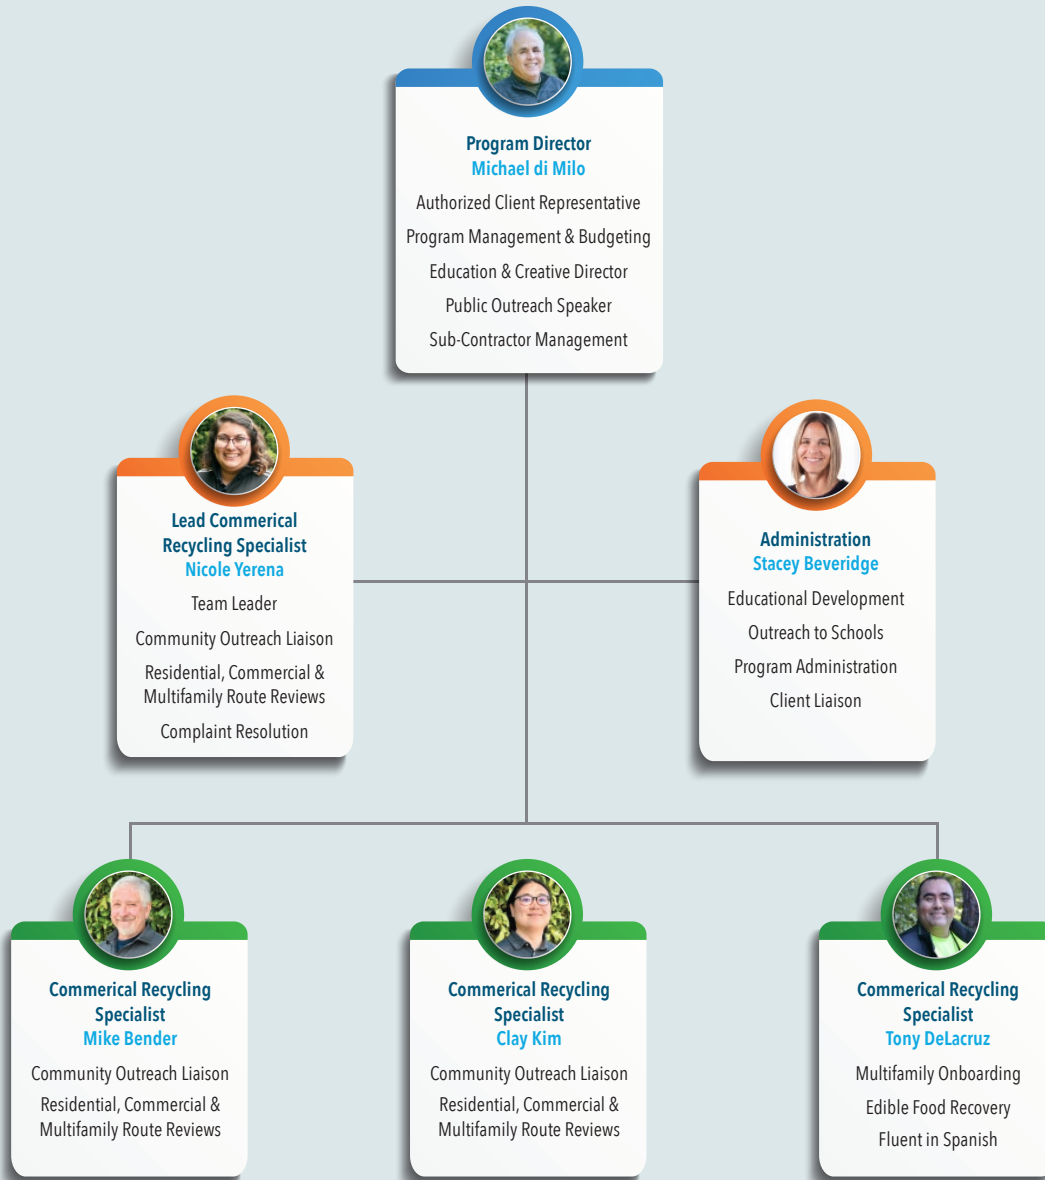 Program Director
Michael di Milo
Authorized Client Representative
Program Management & Budgeting
Education & Creative Director
Public Outreach Speaker
Sub-Contractor Management
Lead Commerical
Recycling Specialist
Nicole Yerena
Team Leader
Community Outreach Liaison
Residential, Commercial &
Multifamily Route Reviews
Complaint Resolution
Administration
Stacey Beveridge
Educational Development
Outreach to Schools
Program Administration
Client Liaison
Commerical Recycling
Specialist
Mike Bender
Community Outreach Liaison
Residential, Commercial &
Multifamily Route Reviews
Commerical Recycling
Specialist
Clay Kim
Community Outreach Liaison
Residential, Commercial &
Multifamily Route Reviews
Commerical Recycling
Specialist
Tony DeLacruz
Multifamily Onboarding
Edible Food Recovery
Fluent in Spanish